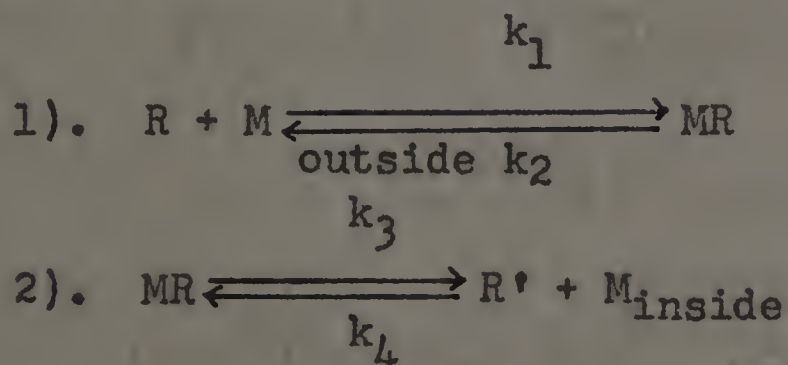 k1
1). R + M ⇄ MR
outside k2
k3
2). MR ⇄ R' + Minside
k4